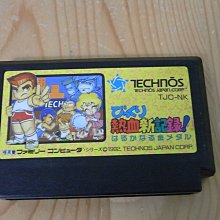 TECHNŌS
TECHNOS JAPAN CORP.
TJC-NK
TECH
びっくり
熱血新記録!
はるかなる金メダル
ファミリー コンピュータ
©1992, TECHNOS JAPAN CORP.